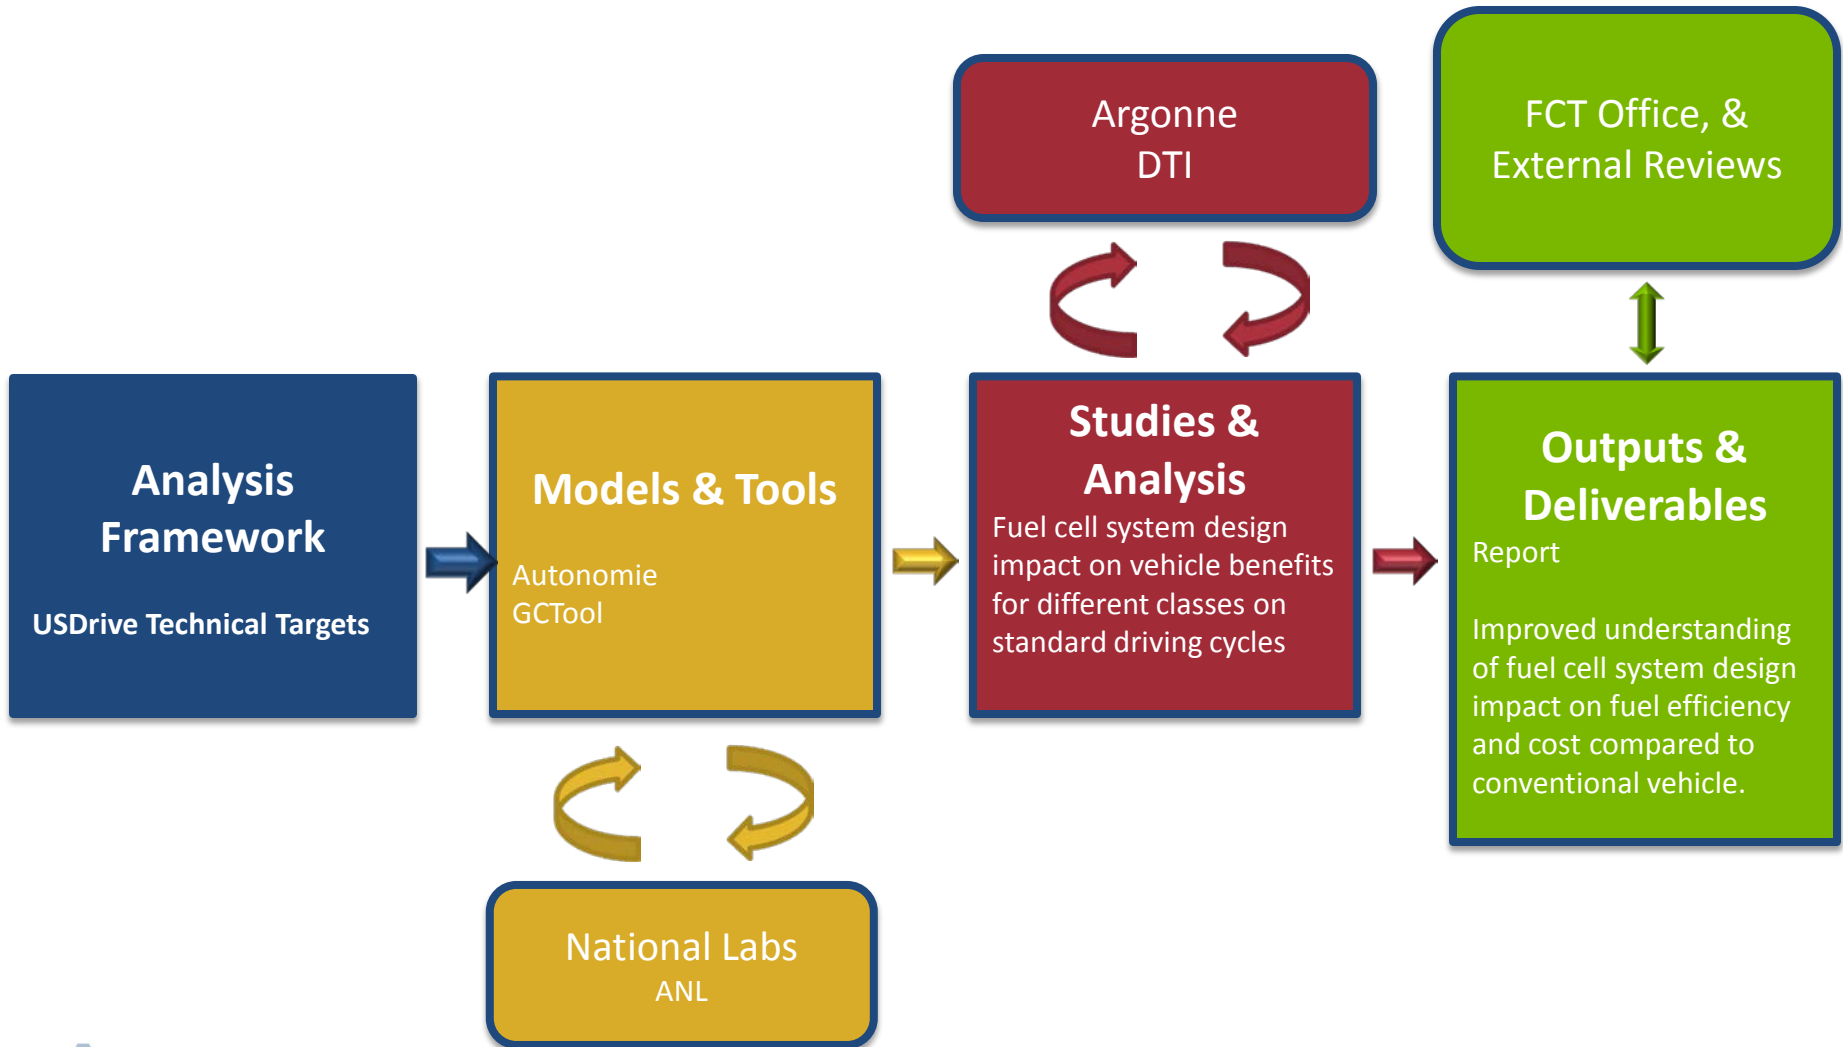 Argonne
DTI
FCT Office, &
External Reviews
Analysis
Framework
USDrive Technical Targets
Models & Tools
Autonomie
GCTool
Studies &
Analysis
Fuel cell system design
impact on vehicle benefits
for different classes on
standard driving cycles
Outputs &
Deliverables
Report
Improved understanding
of fuel cell system design
impact on fuel efficiency
and cost compared to
conventional vehicle.
National Labs
ANL